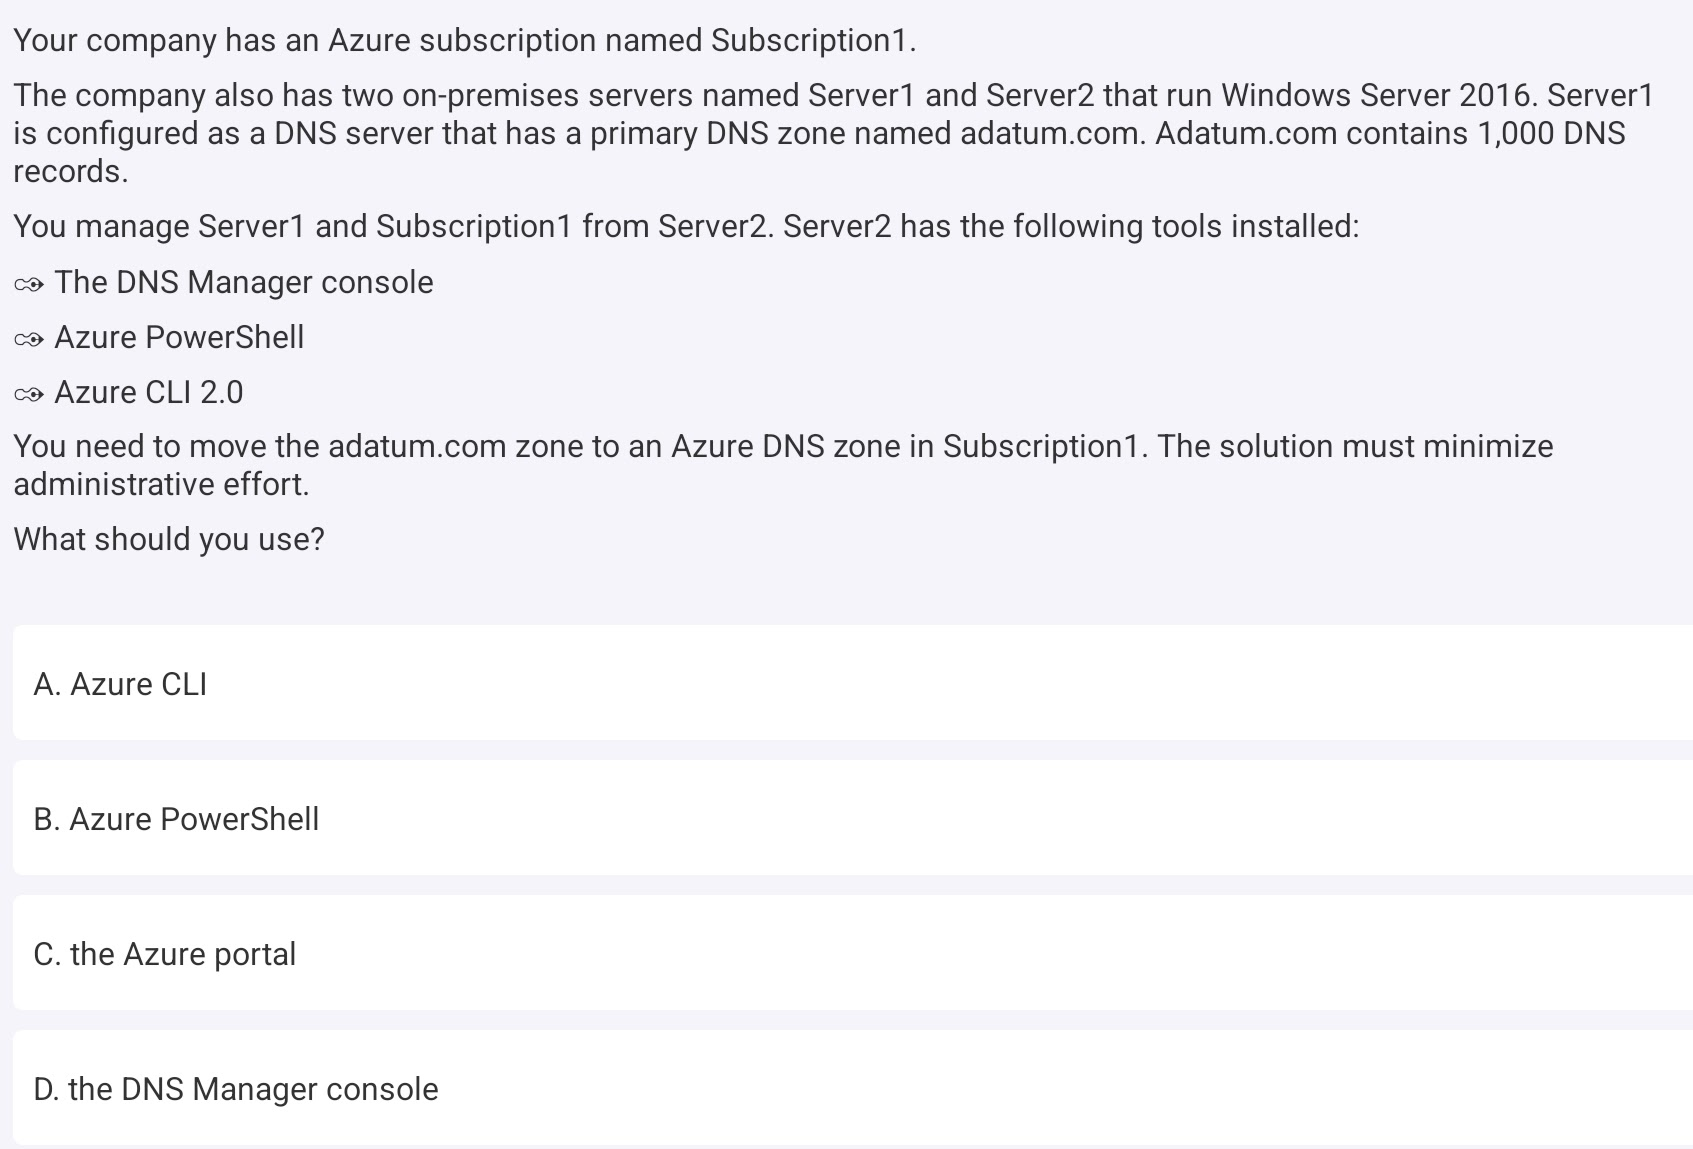 Your company has an Azure subscription named Subscription1.
The company also has two on-premises servers named Server1 and Server2 that run Windows Server 2016. Server1
is configured as a DNS server that has a primary DNS zone named adatum.com. Adatum.com contains 1,000 DNS
records.
You manage Server1 and Subscription1 from Server2. Server2 has the following tools installed:
The DNS Manager console
Azure PowerShell
Azure CLI 2.0
You need to move the adatum.com zone to an Azure DNS zone in Subscription1. The solution must minimize
administrative effort.
What should you use?
A. Azure CLI
B. Azure PowerShell
C. the Azure portal
D. the DNS Manager console